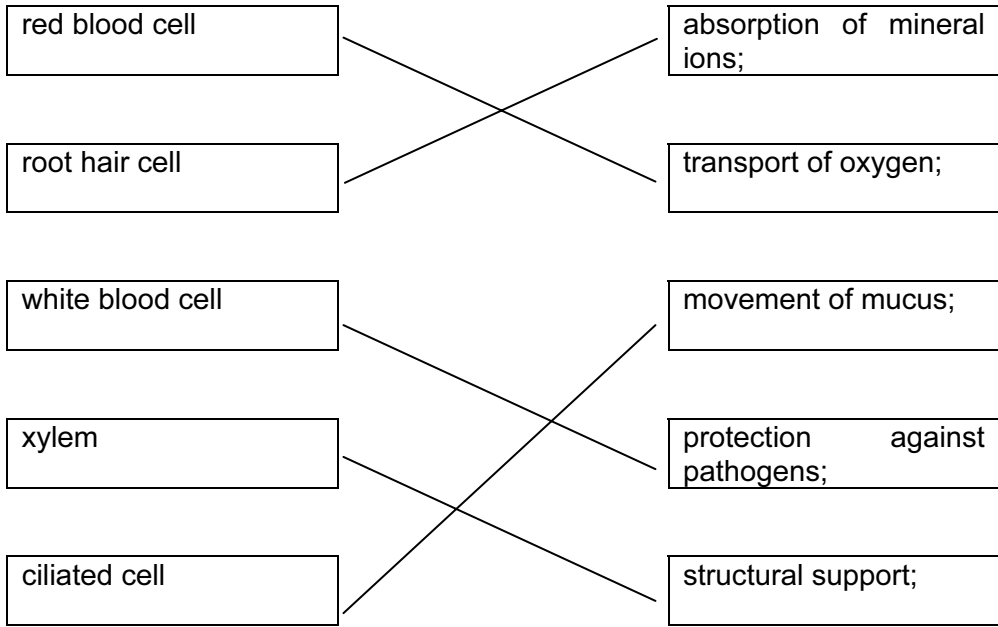 red blood cell
absorption of mineral
ions;
root hair cell
transport of oxygen;
white blood cell
movement of mucus;
xylem
protection against
pathogens;
ciliated cell
structural support;